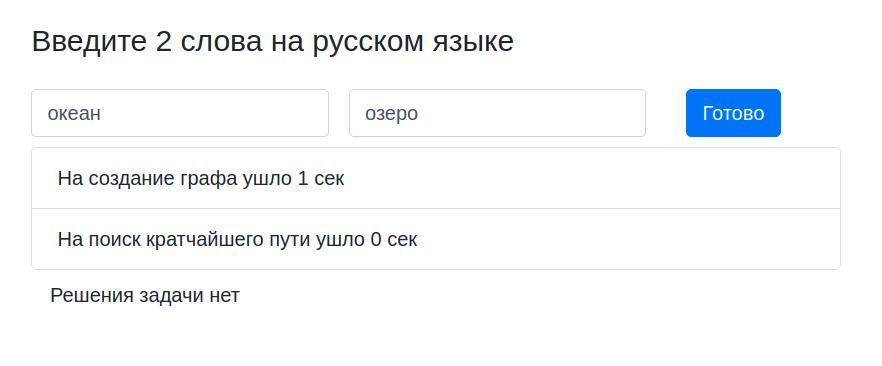 Введите 2 слова на русском языке
океан озеро Готово
На создание графа ушло 1 сек
На поиск кратчайшего пути ушло 0 сек
Решения задачи нет